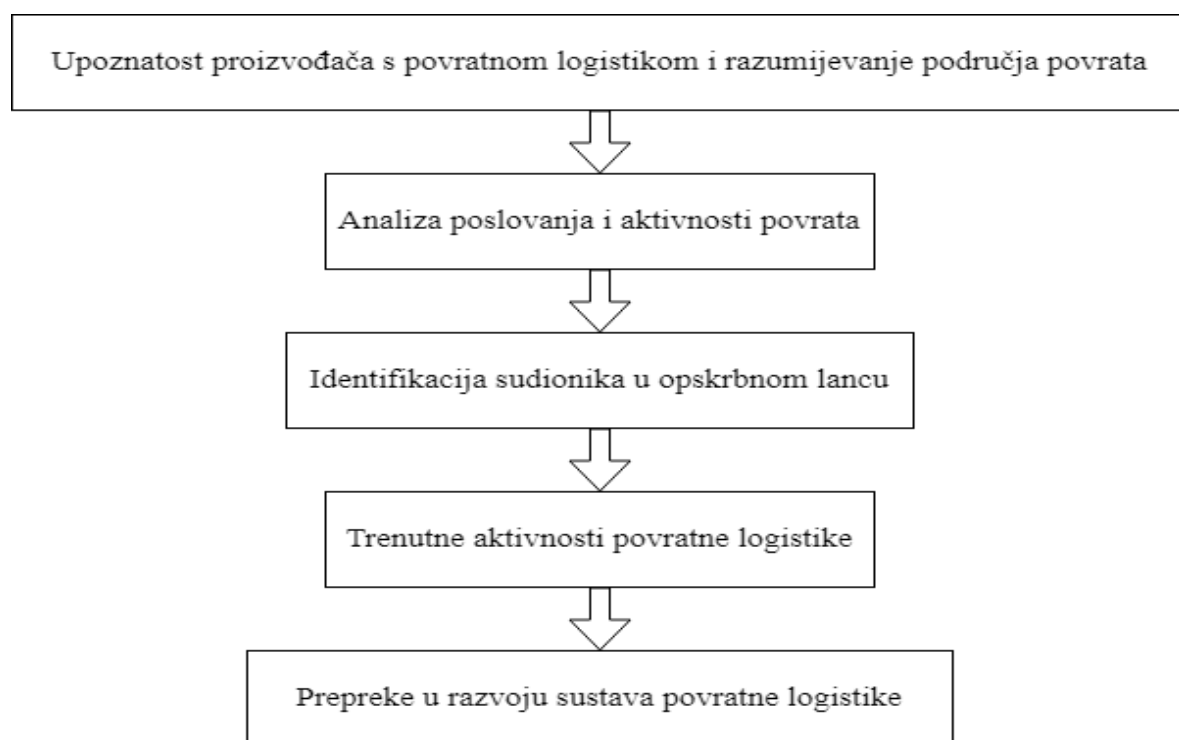 Upoznatost proizvođača s povratnom logistikom i razumijevanje područja povrata
Analiza poslovanja i aktivnosti povrata
Identifikacija sudionika u opskrbnom lancu
Trenutne aktivnosti povratne logistike
Prepreke u razvoju sustava povratne logistike